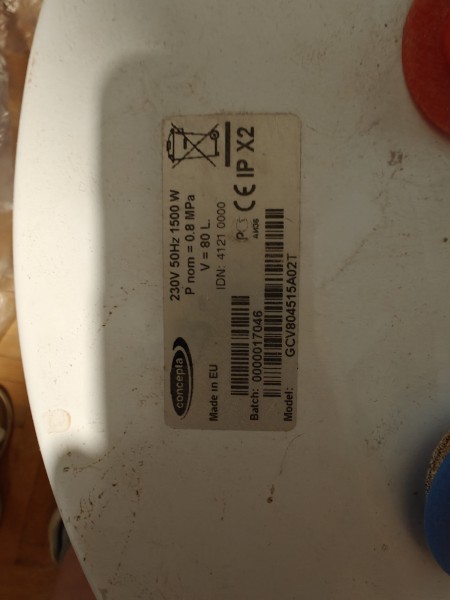 concepta
230V 50Hz 1500 W
P nom = 0.8 MPa
V = 80 L.
IDN: 4121 0000
Made in EU
CE IP X2
Batch: 0000017046
Model: GCV804515A02T